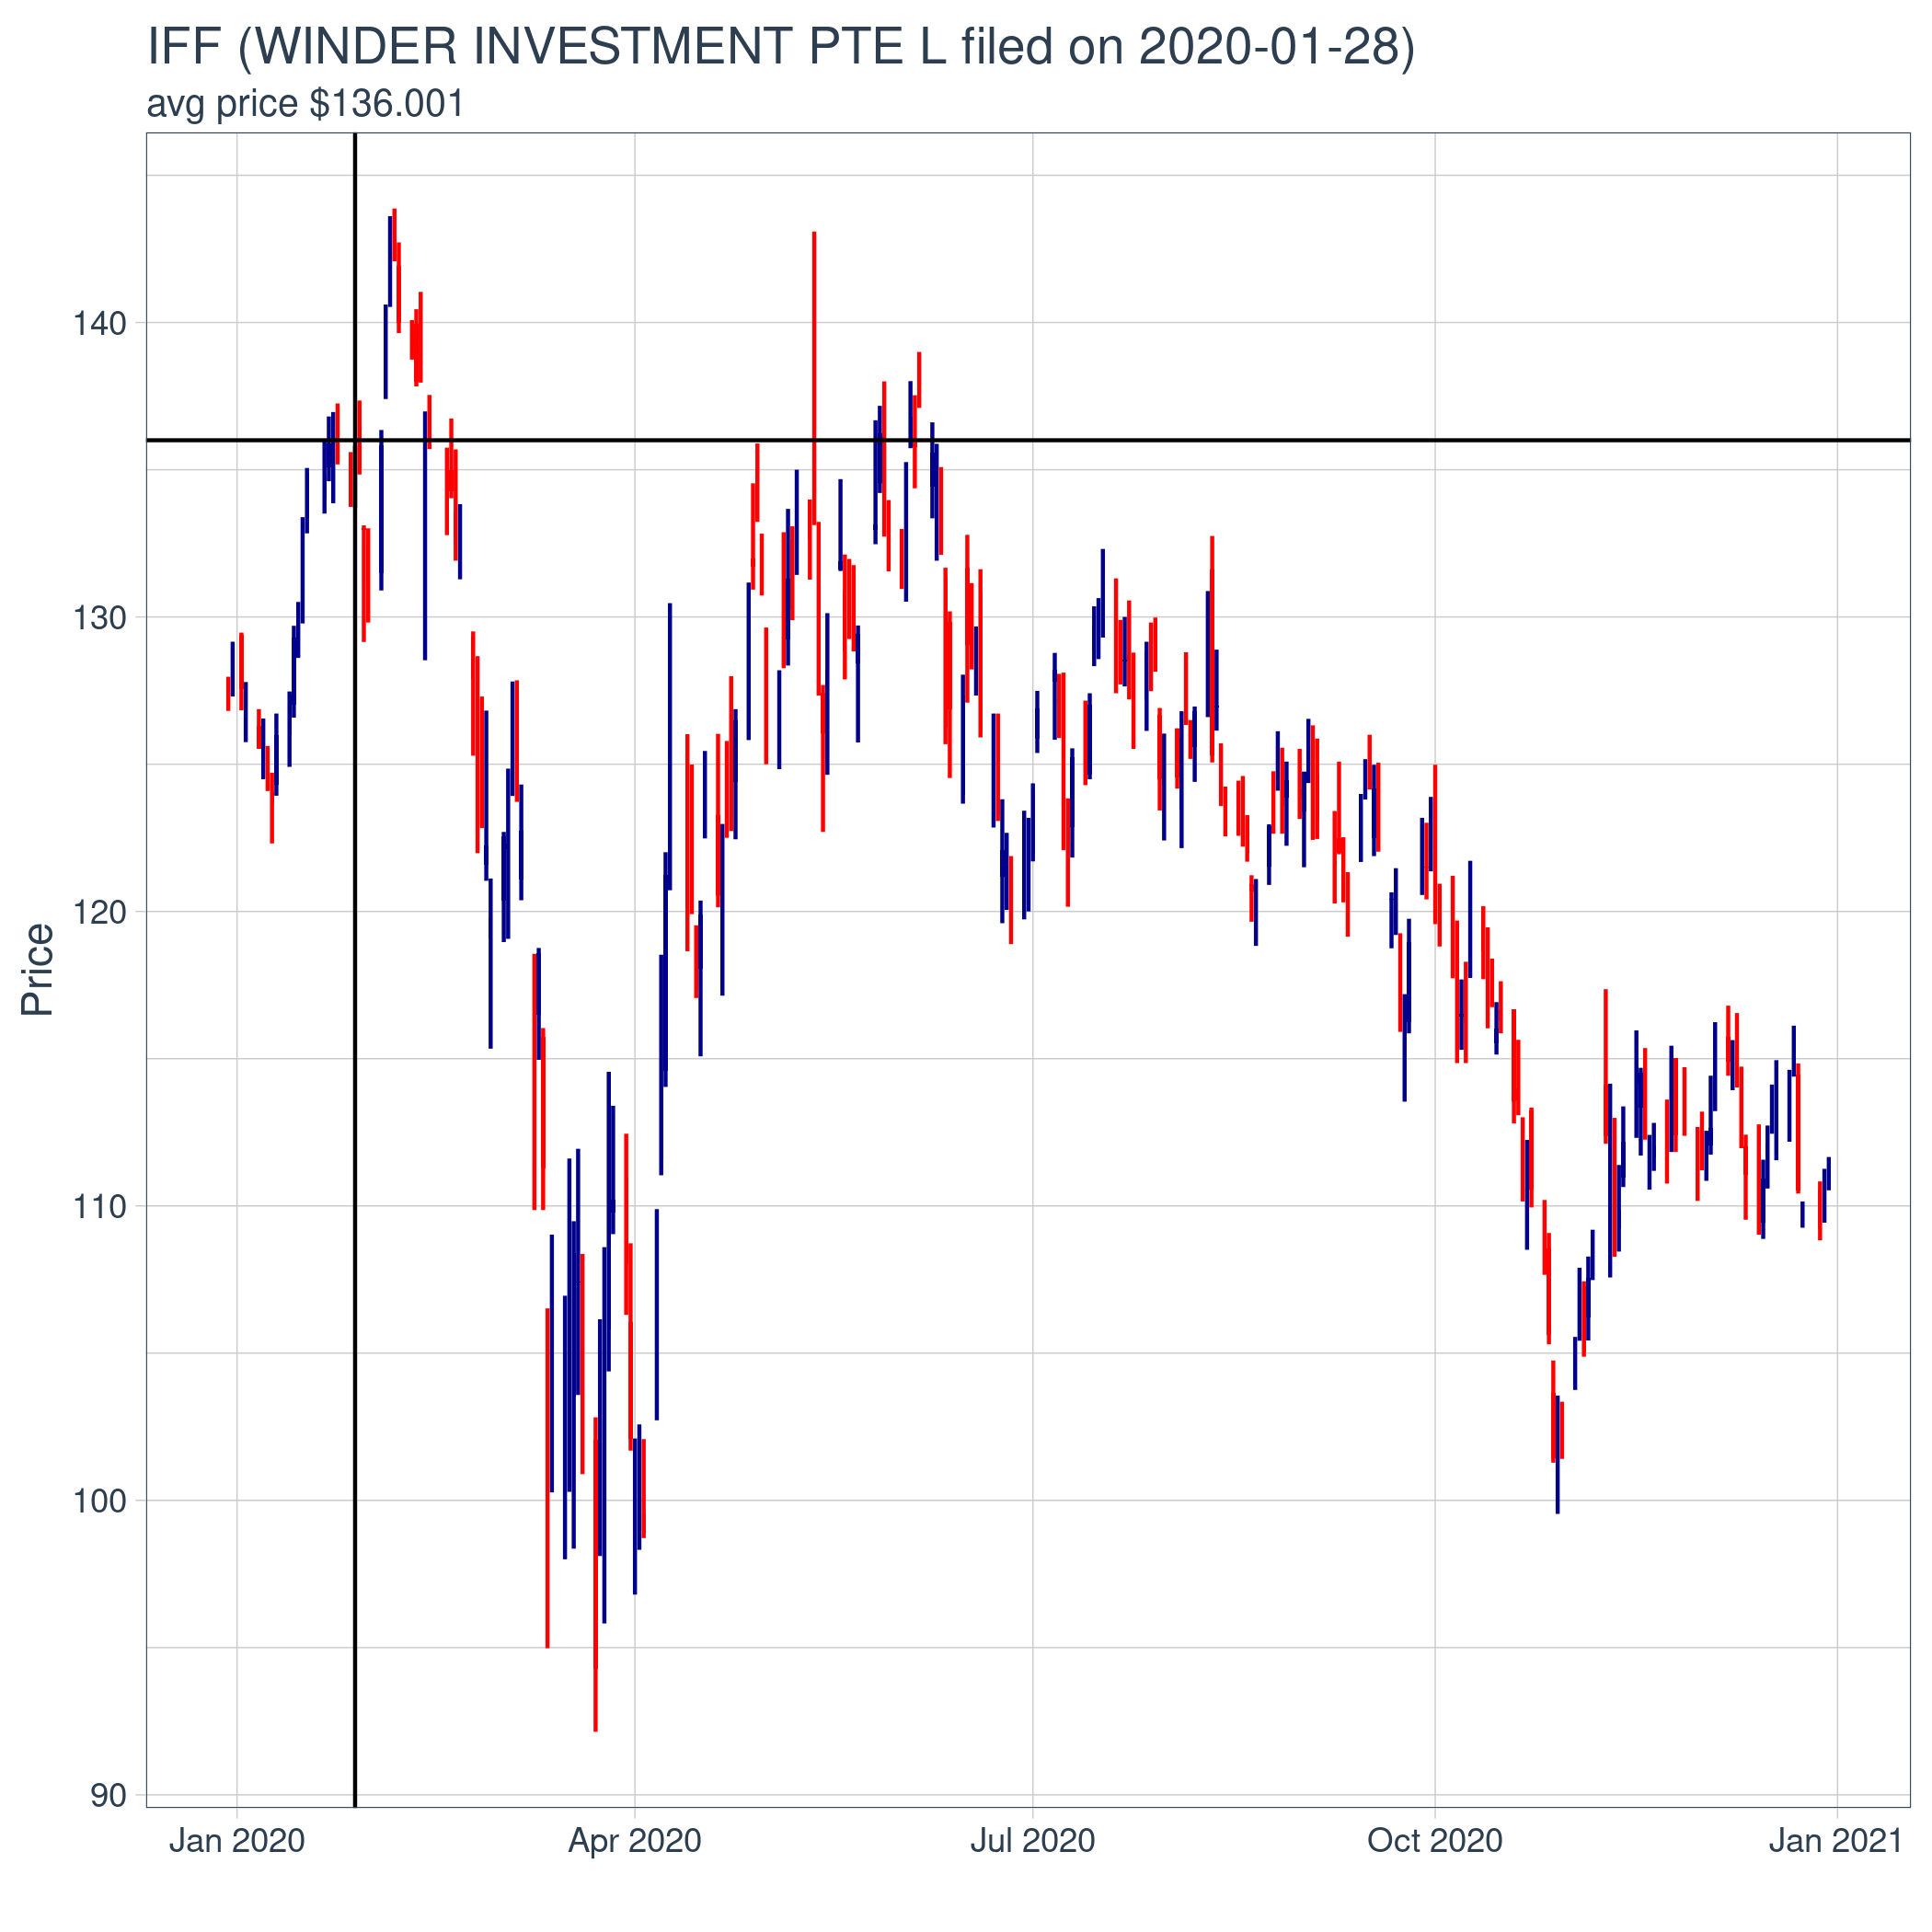 IFF (WINDER INVESTMENT PTE L filed on 2020-01-28)
avg price $136.001
140
130
120
110
100
90
Price
Jan 2020 Apr 2020 Jul 2020 Oct 2020 Jan 2021